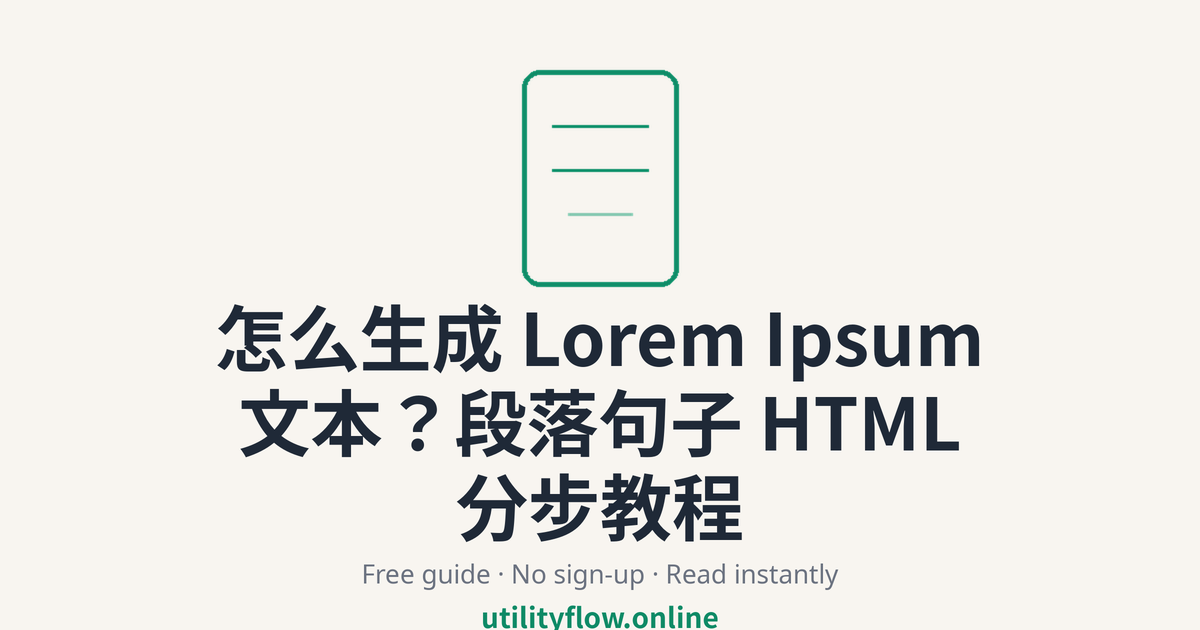 怎么生成 Lorem Ipsum
文本？段落句子 HTML
分步教程
Free guide · No sign-up · Read instantly
utilityflow.online